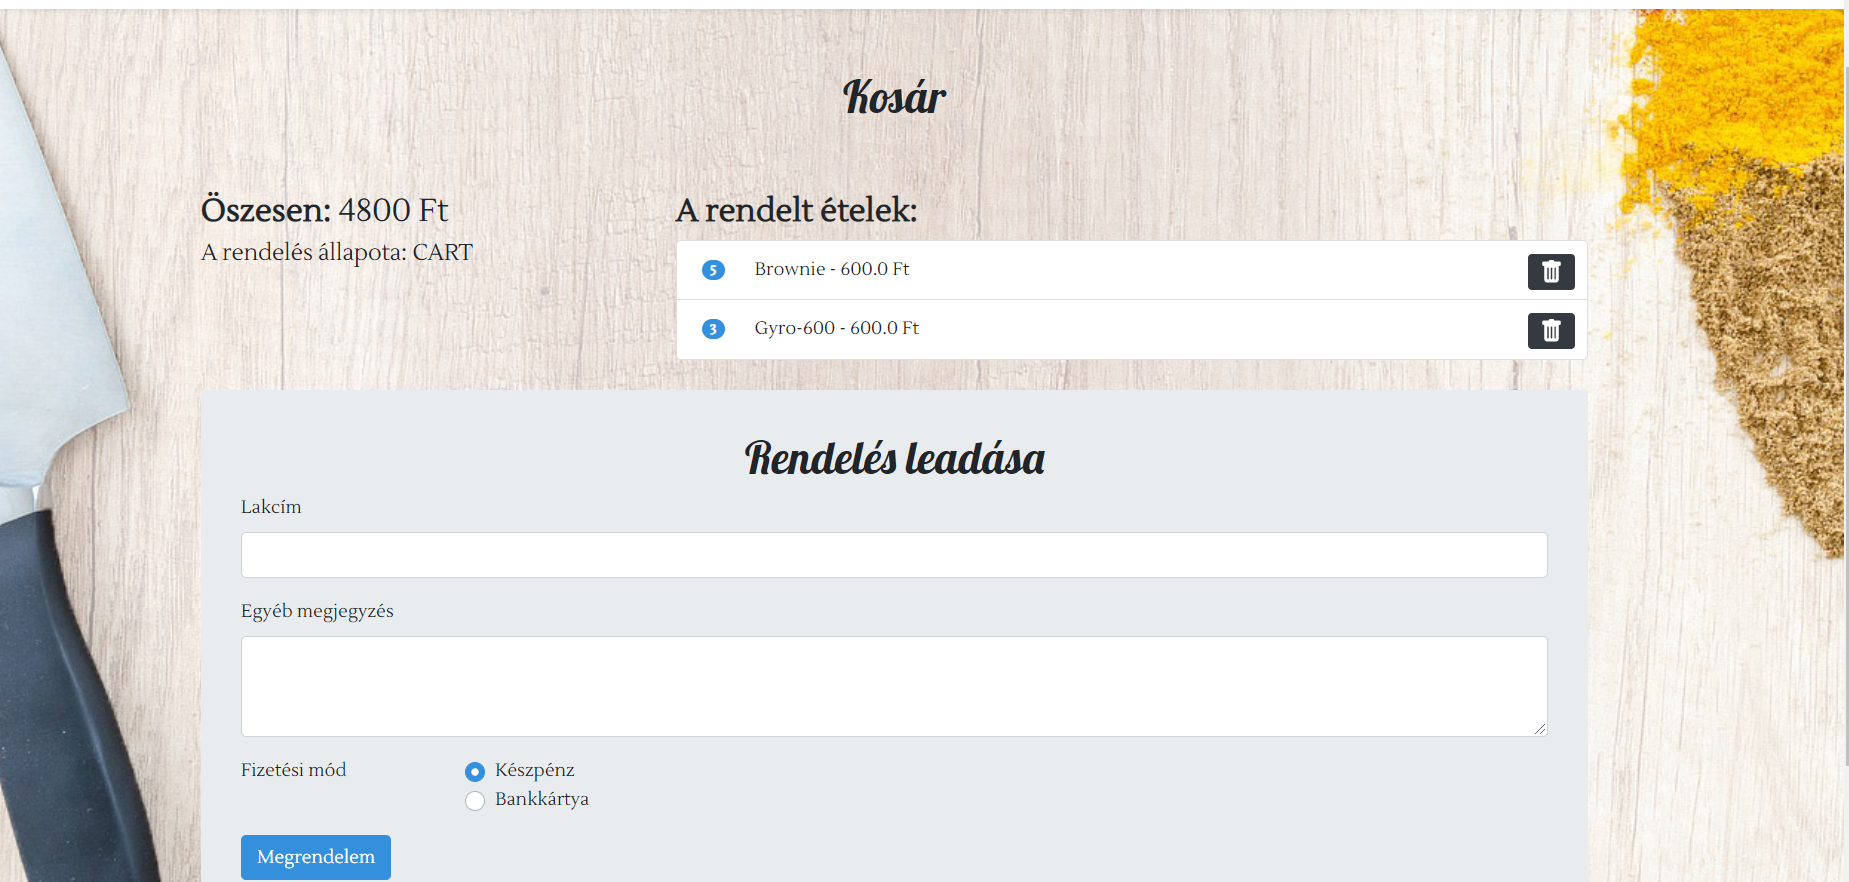 Kosár
Öszesen: 4800 Ft
A rendelés állapota: CART
A rendelt ételek:
5 Brownie - 600.0 Ft
3 Gyro-600 - 600.0 Ft
Rendelés leadása
Lakcím
Egyéb megjegyzés
Fizetési mód
Készpénz
Bankkártya
Megrendelem